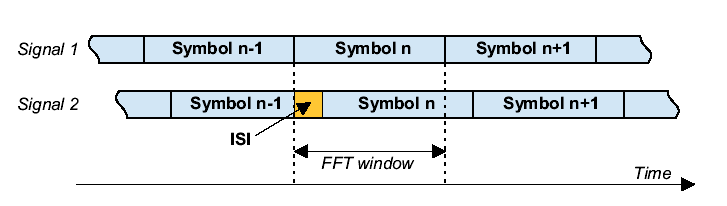 Signal 1 Symbol n-1 Symbol n Symbol n+1
Signal 2 Symbol n-1 Symbol n Symbol n+1
ISI
FFT window
Time